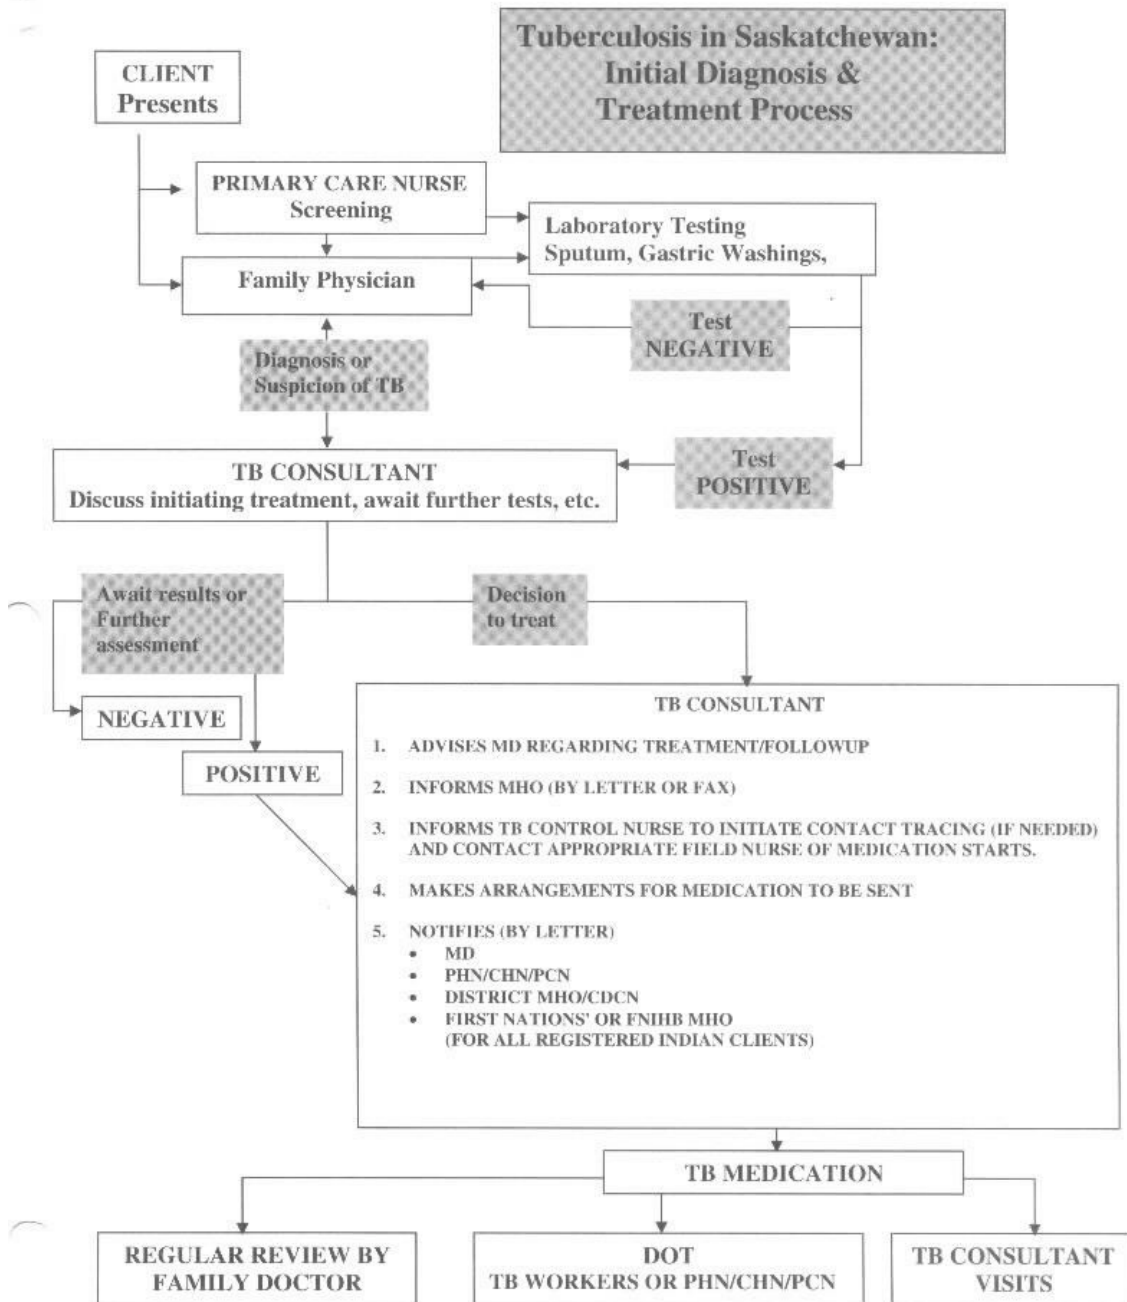 Tuberculosis in Saskatchewan:
Initial Diagnosis &
Treatment Process
CLIENT
Presents
PRIMARY CARE NURSE
Screening
Laboratory Testing
Sputum, Gastric Washings,
Family Physician
Test
NEGATIVE
Diagnosis or
Suspicion of TB
TB CONSULTANT
Discuss initiating treatment, await further tests, etc.
Test
POSITIVE
Await results or
Further
assessment
Decision
to treat
NEGATIVE
POSITIVE
TB CONSULTANT
1. ADVISES MD REGARDING TREATMENT/FOLLOWUP
2. INFORMS MHO (BY LETTER OR FAX)
3. INFORMS TB CONTROL NURSE TO INITIATE CONTACT TRACING (IF NEEDED)
AND CONTACT APPROPRIATE FIELD NURSE OF MEDICATION STARTS.
4. MAKES ARRANGEMENTS FOR MEDICATION TO BE SENT
5. NOTIFIES (BY LETTER)
• MD
• PHN/CHN/PCN
• DISTRICT MHO/CDCN
• FIRST NATIONS' OR FNIHB MHO
(FOR ALL REGISTERED INDIAN CLIENTS)
TB MEDICATION
REGULAR REVIEW BY
FAMILY DOCTOR
DOT
TB WORKERS OR PHN/CHN/PCN
TB CONSULTANT
VISITS